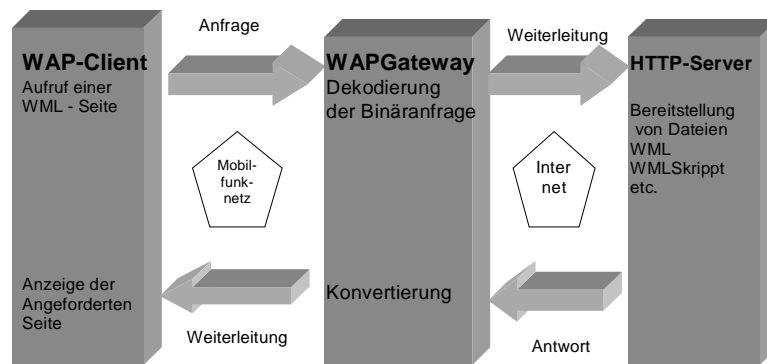 Anfrage
Weiterleitung
WAP-Client
Aufruf einer
WML - Seite
WAPGateway
Dekodierung
der Binäranfrage
HTTP-Server
Bereitstellung
von Dateien
WML
WMLSkrippt
etc.
Mobil-
funk-
netz
Inter
net
Anzeige der
Angeforderten
Seite
Konvertierung
Weiterleitung
Antwort